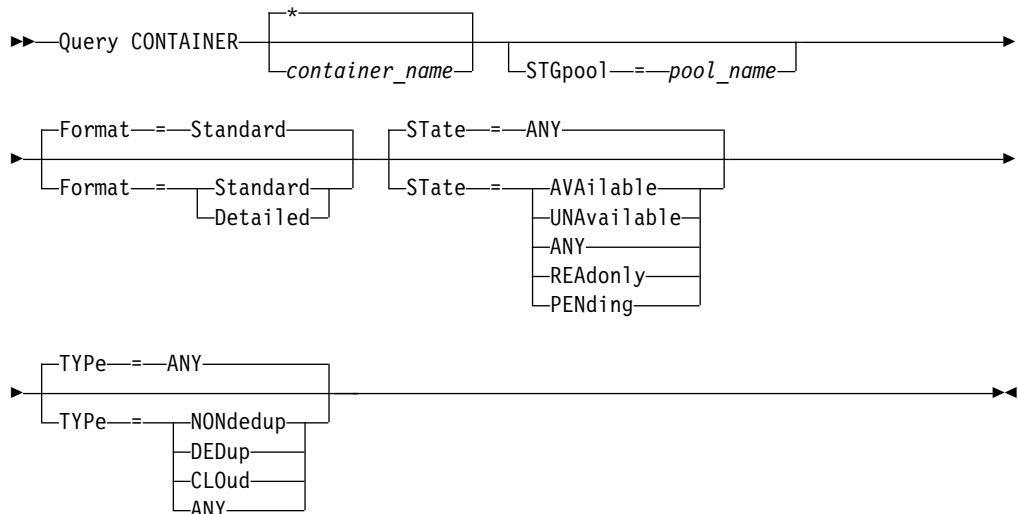 *
Query CONTAINER
container_name
STGpool = pool_name
Format = Standard
Format = Standard
Detailed
STate = ANY
STate = AVAilable
UNAvailable
ANY
REAdonly
PENding
TYPe = ANY
TYPe = NONdedup
DEDup
CLOud
ANY